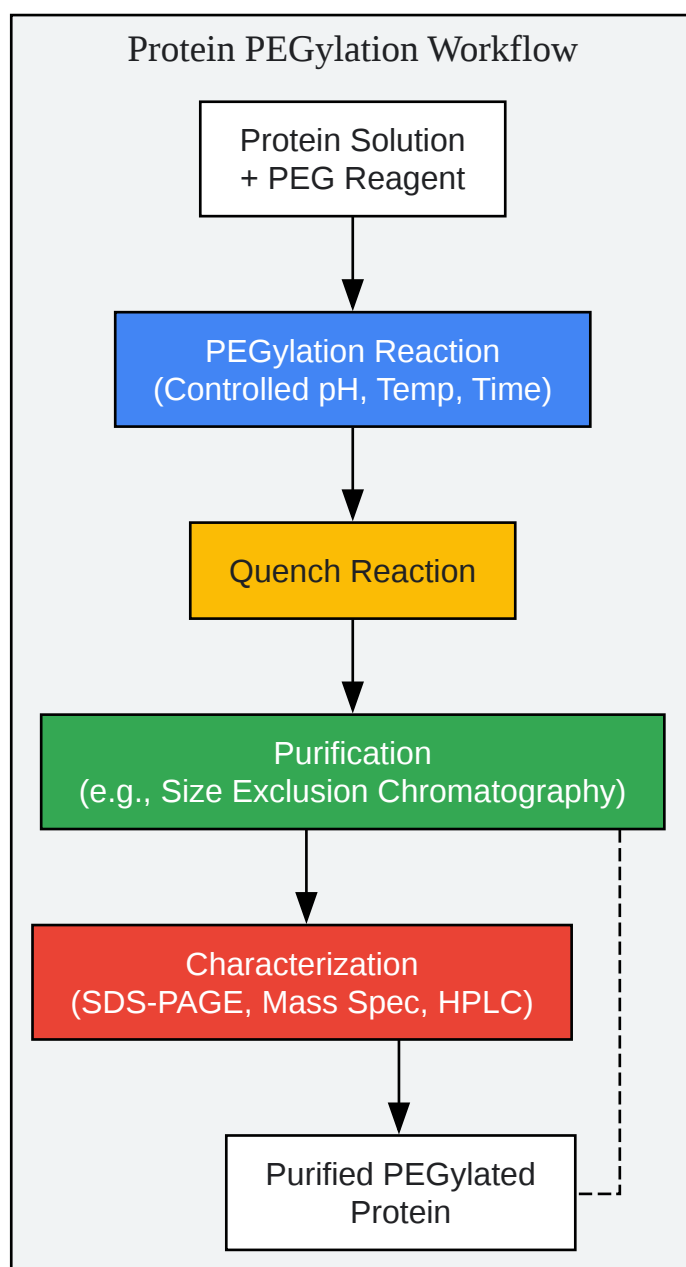 Protein PEGylation Workflow
Protein Solution
+ PEG Reagent
PEGylation Reaction
(Controlled pH, Temp, Time)
Quench Reaction
Purification
(e.g., Size Exclusion Chromatography)
Characterization
(SDS-PAGE, Mass Spec, HPLC)
Purified PEGylated
Protein